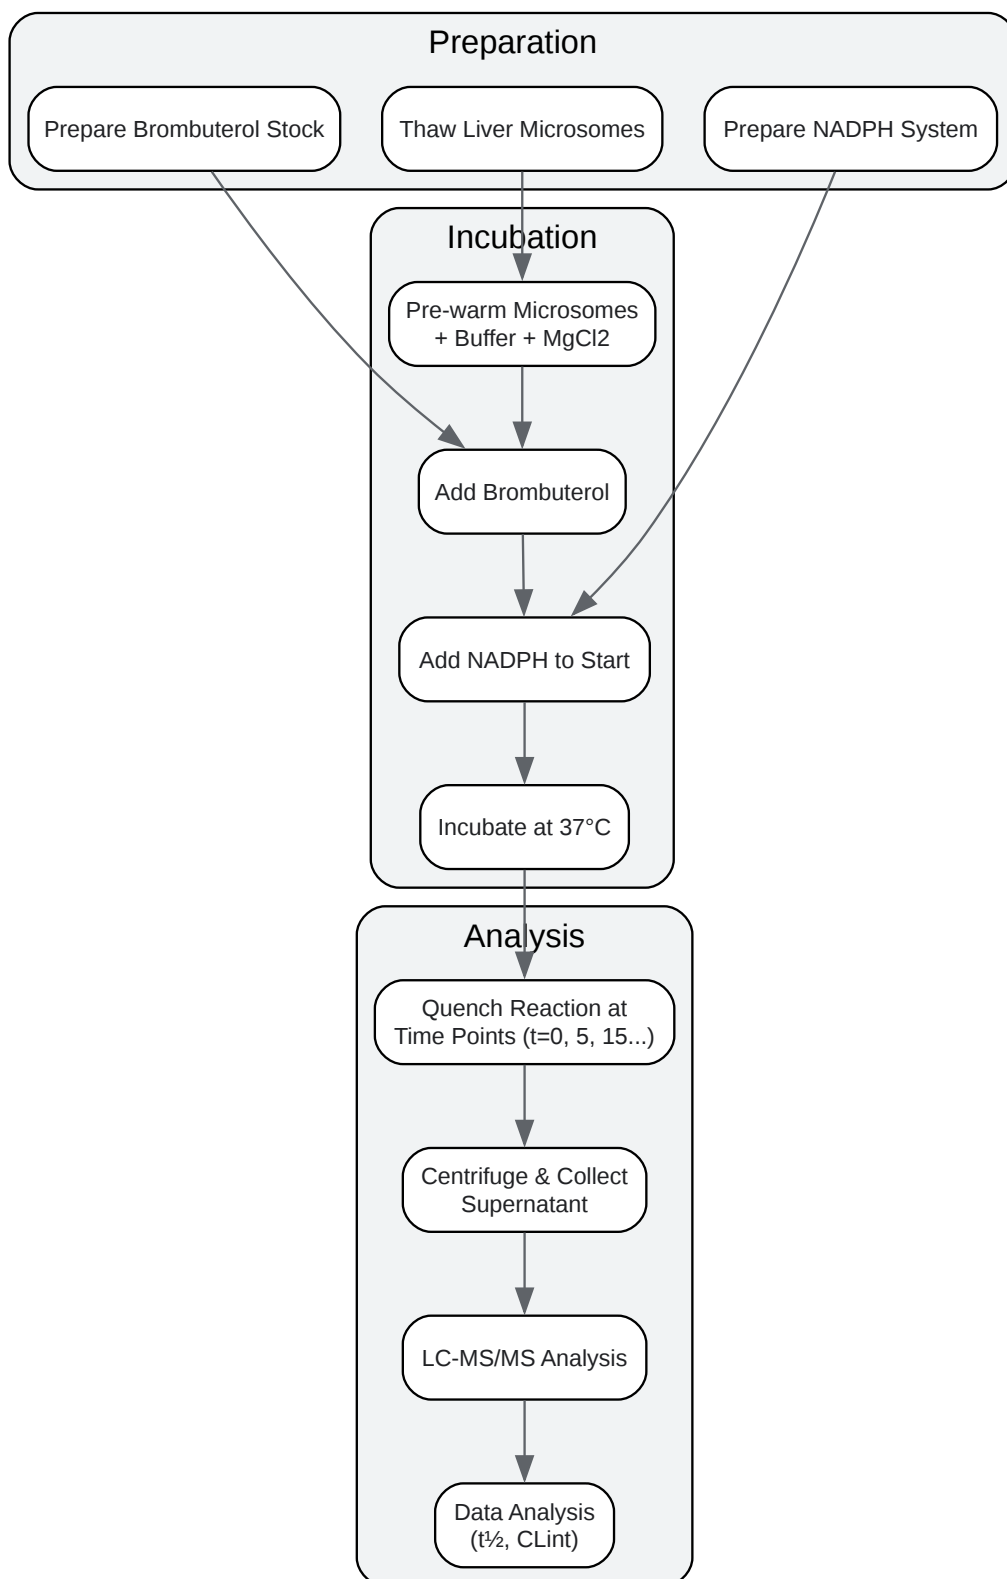 Preparation
Prepare Brombuterol Stock
Thaw Liver Microsomes
Prepare NADPH System
Incubation
Pre-warm Microsomes
+ Buffer + MgCl2
Add Brombuterol
Add NADPH to Start
Incubate at 37°C
Analysis
Quench Reaction at
Time Points (t=0, 5, 15...)
Centrifuge & Collect
Supernatant
LC-MS/MS Analysis
Data Analysis
(t½, CLint)